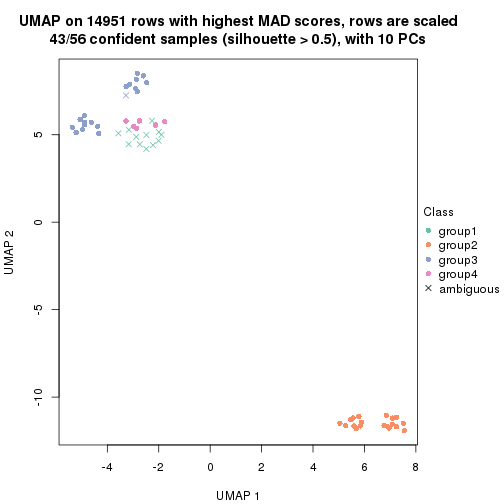 UMAP on 14951 rows with highest MAD scores, rows are scaled
43/56 confident samples (silhouette > 0.5), with 10 PCs
5
0
-5
-10
UMAP 2
-4
-2
0
2
4
6
8
UMAP 1
Class
group1
group2
group3
group4
ambiguous